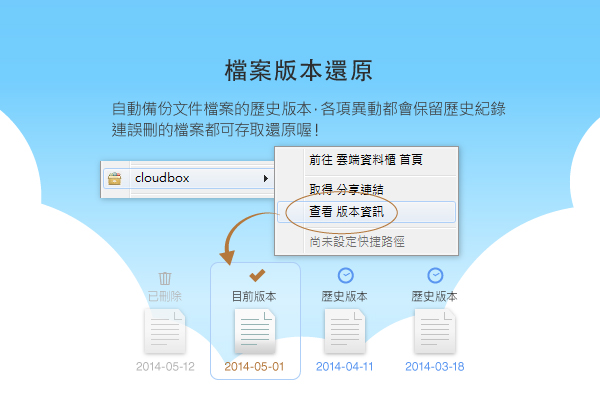 檔案版本還原
自動備份文件檔案的歷史版本，各項異動都會保留歷史紀錄
連誤刪的檔案都可存取還原喔！
前往 雲端資料櫃 首頁
cloudbox
取得 分享連結
查看 版本資訊
尚未設定快捷路徑
已刪除 目前版本 歷史版本 歷史版本
2014-05-12 2014-05-01 2014-04-11 2014-03-18